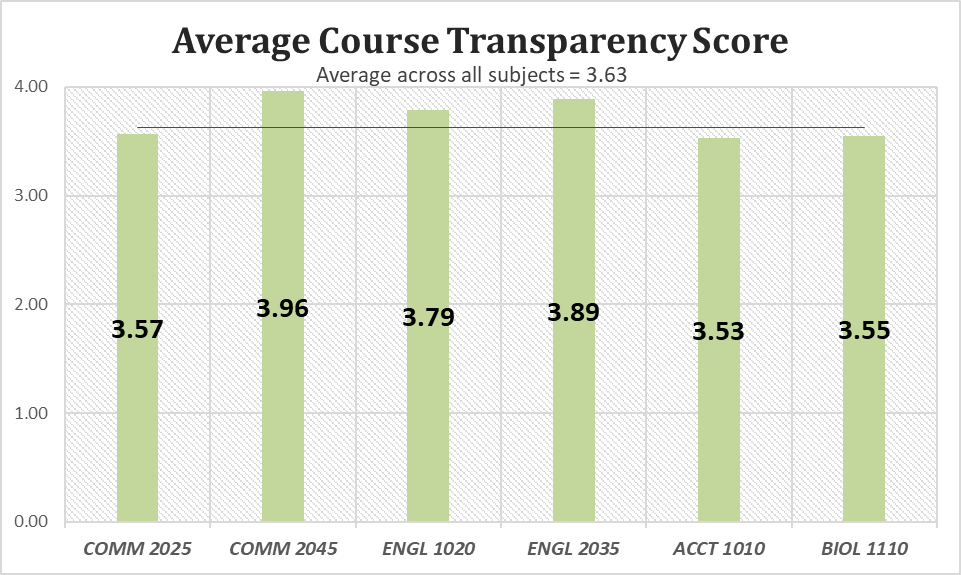 Average Course Transparency Score
Average across all subjects = 3.63
4.00
3.00
2.00
1.00
0.00
3.57
3.96
3.79
3.89
3.53
3.55
COMM 2025
COMM 2045
ENGL 1020
ENGL 2035
ACCT 1010
BIOL 1110